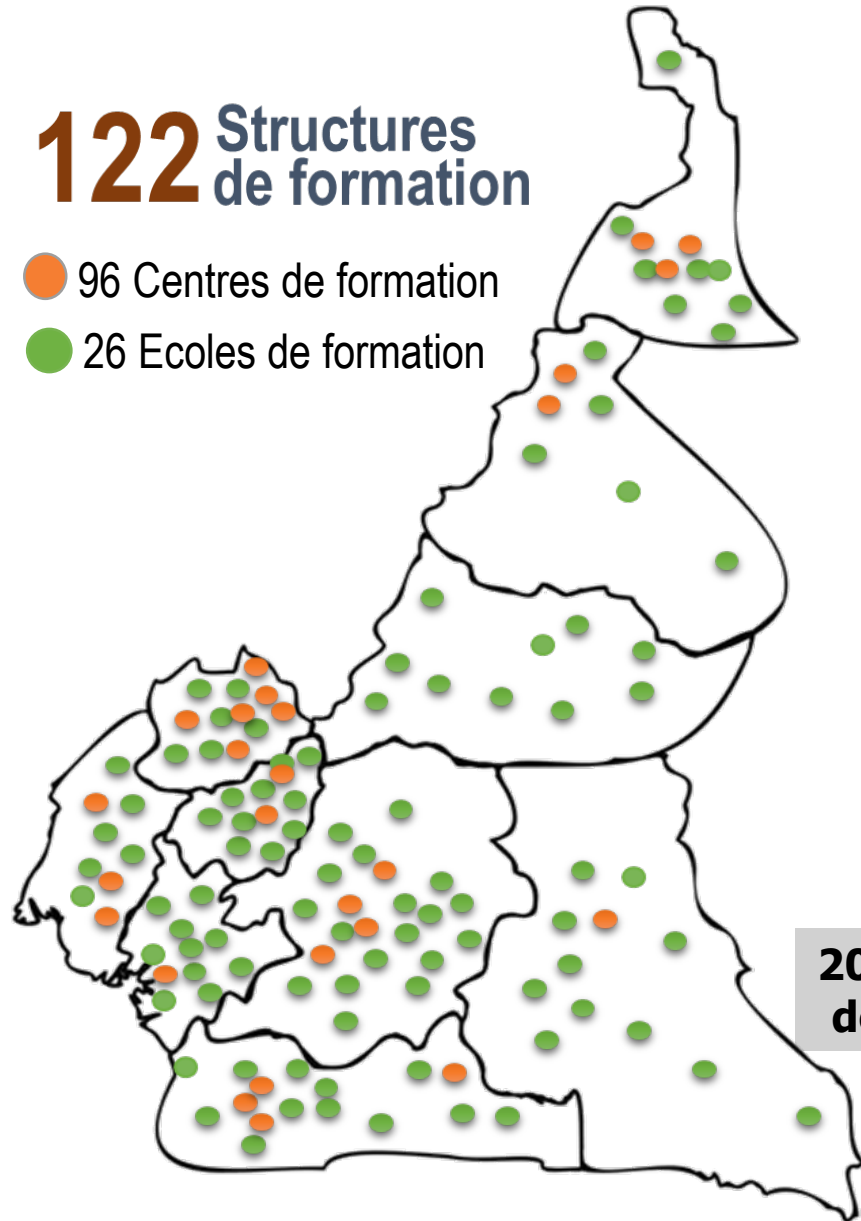 122 Structures
de formation
96 Centres de formation
26 Ecoles de formation